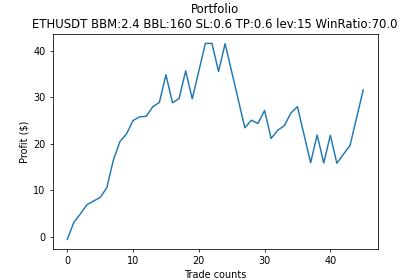 Portfolio
ETHUSDT BBM:2.4 BBL:160 SL:0.6 TP:0.6 lev:15 WinRatio:70.0
40
30
20
10
0
Profit ($)
0 10 20 30 40
Trade counts